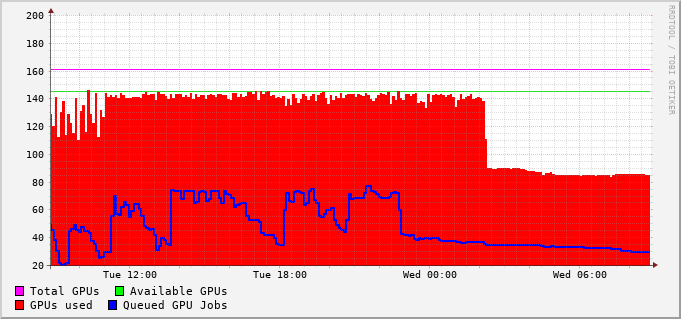 RRDTOOL / TOBI OETIKER
200
180
160
140
120
100
80
60
40
20
Tue 12:00 Tue 18:00 Wed 00:00 Wed 06:00
Total GPUs Available GPUs
GPUs used Queued GPU Jobs